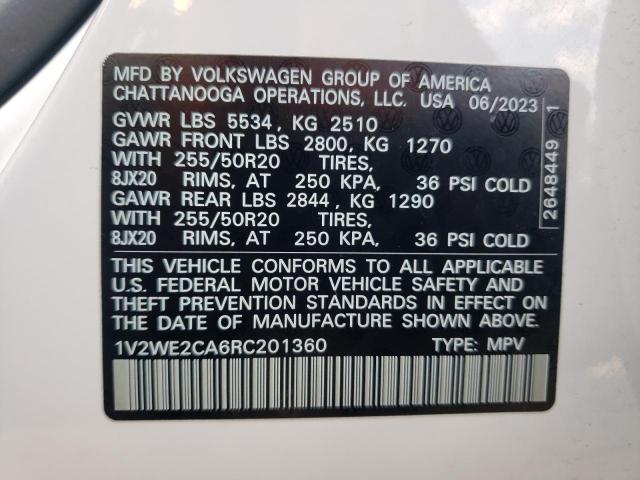 MFD BY VOLKSWAGEN GROUP OF AMERICA
CHATTANOOGA OPERATIONS, LLC. USA 06/2023
GVWR LBS 5534, KG 2510
GAWR FRONT LBS 2800, KG 1270
WITH 255/50R20 TIRES,
8JX20 RIMS, AT 250 KPA, 36 PSI COLD
GAWR REAR LBS 2844, KG 1290
WITH 255/50R20 TIRES,
8JX20 RIMS, AT 250 KPA, 36 PSI COLD
THIS VEHICLE CONFORMS TO ALL APPLICABLE
U.S. FEDERAL MOTOR VEHICLE SAFETY AND
THEFT PREVENTION STANDARDS IN EFFECT ON
THE DATE OF MANUFACTURE SHOWN ABOVE.
1V2WE2CA6RC201360 TYPE: MPV
2648449 1